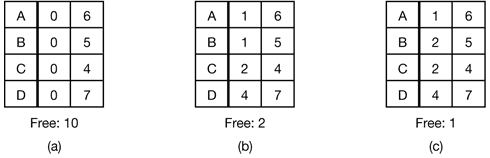 A 0 6
B 0 5
C 0 4
D 0 7
Free: 10
(a)
A 1 6
B 1 5
C 2 4
D 4 7
Free: 2
(b)
A 1 6
B 2 5
C 2 4
D 4 7
Free: 1
(c)